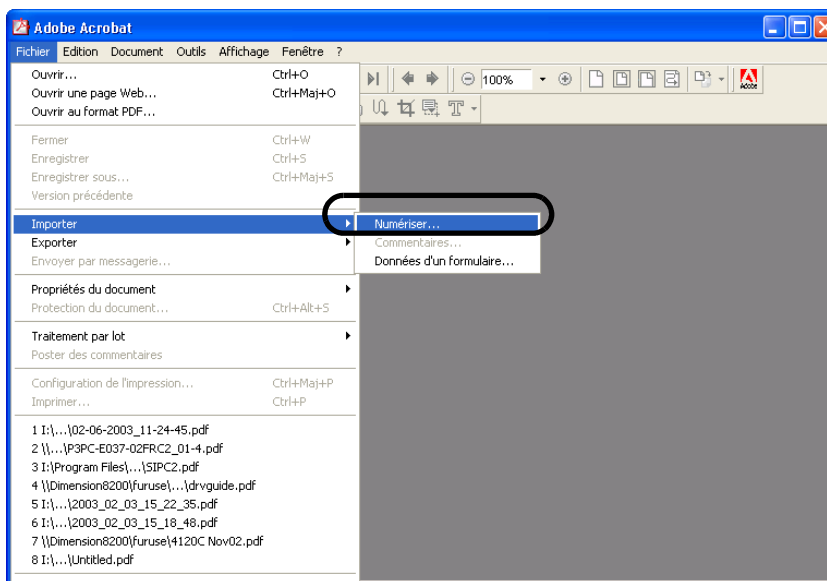 Adobe Acrobat
Fichier Edition Document Outils Affichage Fenêtre ?
Ouvrir... Ctrl+O
Ouvrir une page Web... Ctrl+Maj+O
Ouvrir au format PDF...
100%
Adobe
Fermer Ctrl+W
Enregistrer Ctrl+S
Enregistrer sous... Ctrl+Maj+S
Version précédente
Importer
Numériser...
Exporter
Commentaires...
Envoyer par messagerie...
Données d'un formulaire...
Propriétés du document
Protection du document... Ctrl+Alt+S
Traitement par lot
Poster des commentaires
Configuration de l'impression... Ctrl+Maj+P
Imprimer... Ctrl+P
1 I:\...\02-06-2003_11-24-45.pdf
2 \\...\P3PC-E037-02FRC2_01-4.pdf
3 I:\Program Files\...\SIPC2.pdf
4 \\Dimension8200\furuse\...\drvguide.pdf
5 I:\...\2003_02_03_15_22_35.pdf
6 I:\...\2003_02_03_15_18_48.pdf
7 \\Dimension8200\furuse\4120C Nov02.pdf
8 I:\...\Untitled.pdf